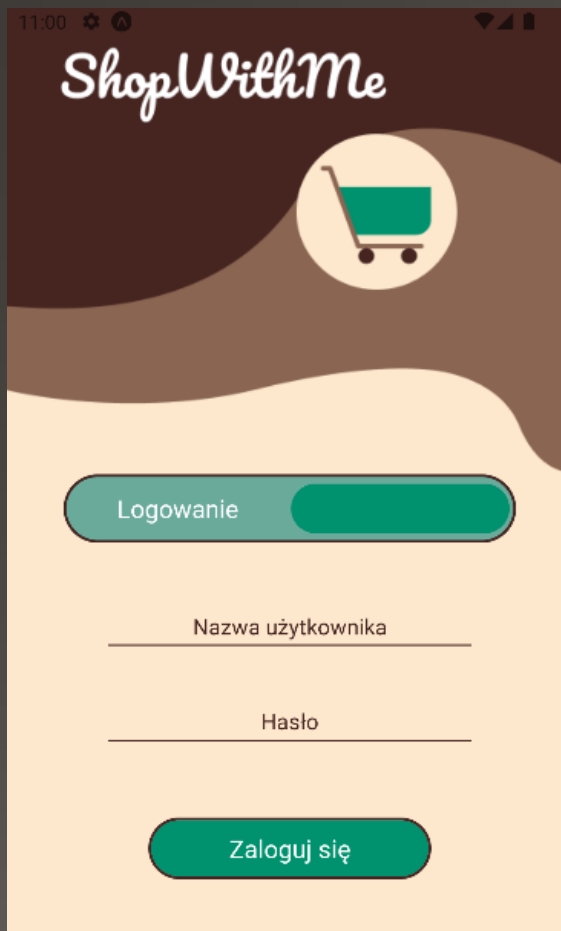 11:00
ShopWithMe
Logowanie
Nazwa użytkownika
Hasło
Zaloguj się